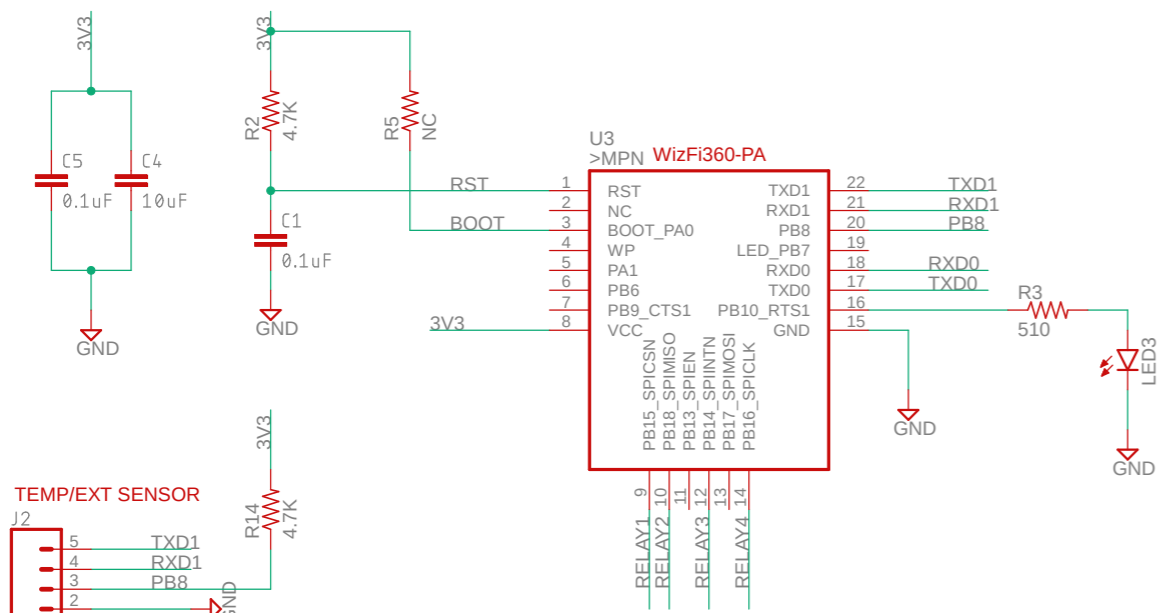 3V3
C5
0.1uF
C4
10uF
GND
3V3
R2
4.7K
R5
NC
RST
BOOT
C1
0.1uF
GND
3V3
U3
>MPN
WizFi360-PA
1 RST
2 NC
3 BOOT_PA0
4 WP
5 PA1
6 PB6
7 PB9_CTS1
8 VCC
TXD1 22 TXD1
RXD1 21 RXD1
PB8 20 PB8
LED_PB7 19
RXD0 18 RXD0
TXD0 17 TXD0
PB10_RTS1 16
GND 15
PB15_SPICSN
PB18_SPIMISO
PB13_SPIEN
PB14_SPIINTN
PB17_SPIMOSI
PB16_SPICLK
9
10
11
12
13
14
RELAY1
RELAY2
RELAY3
RELAY4
GND
R3
510
LED3
GND
3V3
R14
4.7K
TEMP/EXT SENSOR
J2
5 TXD1
4 RXD1
3 PB8
2
GND